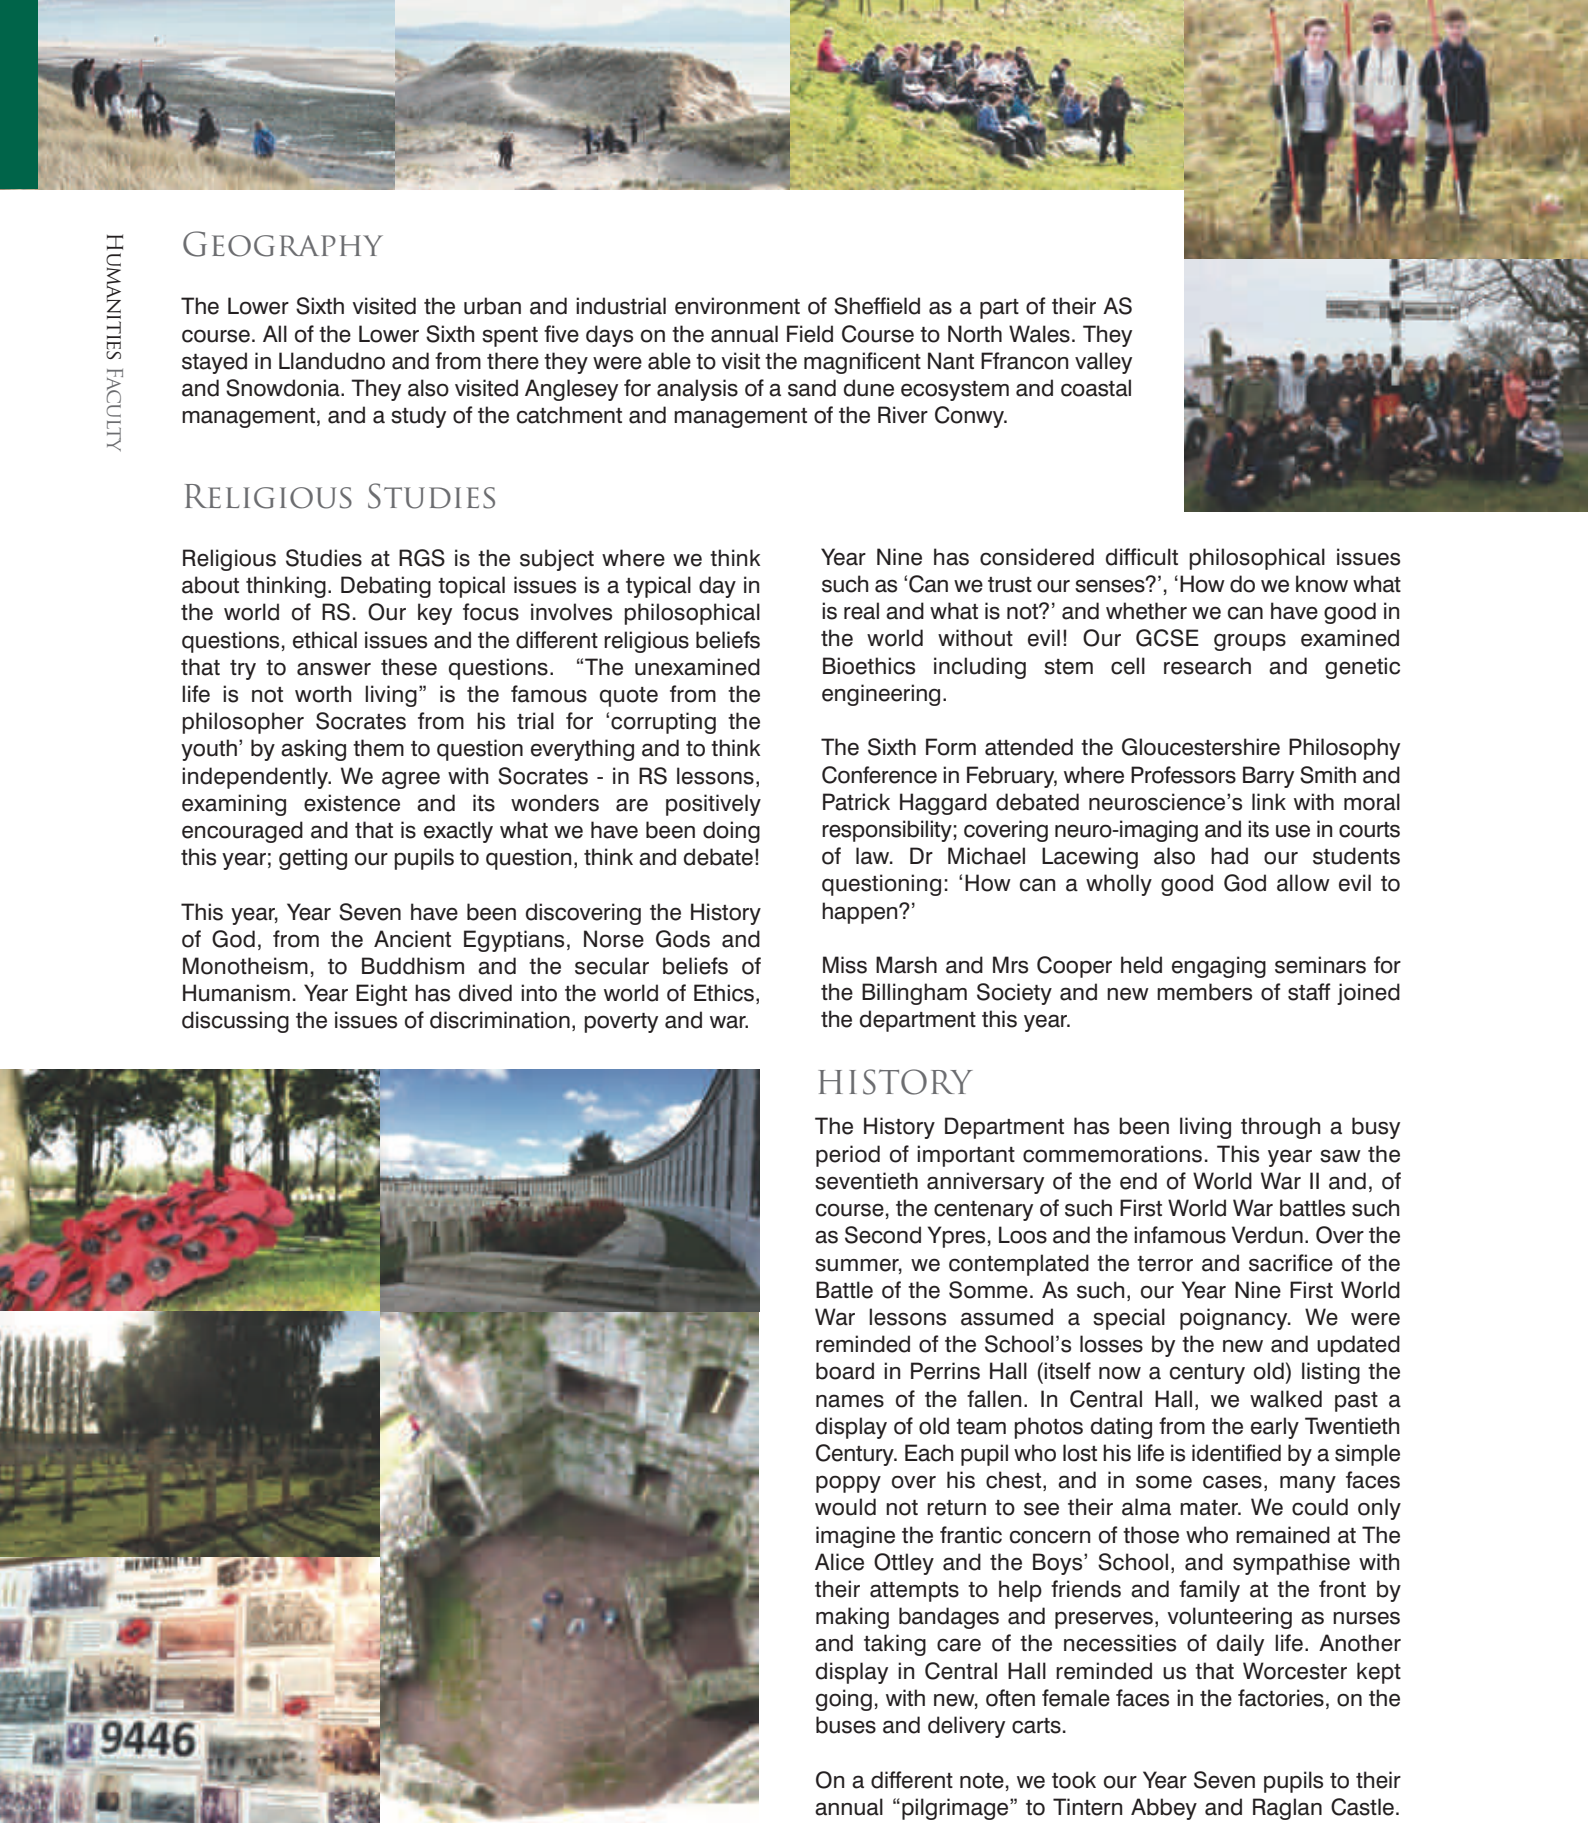 HUMANITIES FACULTY
GEOGRAPHY
The Lower Sixth visited the urban and industrial environment of Sheffield as a part of their AS
course. All of the Lower Sixth spent five days on the annual Field Course to North Wales. They
stayed in Llandudno and from there they were able to visit the magnificent Nant Ffrancon valley
and Snowdonia. They also visited Anglesey for analysis of a sand dune ecosystem and coastal
management, and a study of the catchment and management of the River Conwy.
RELIGIOUS STUDIES
Religious Studies at RGS is the subject where we think
about thinking. Debating topical issues is a typical day in
the world of RS. Our key focus involves philosophical
questions, ethical issues and the different religious beliefs
that try to answer these questions.  “The unexamined
life is not worth living” is the famous quote from the
philosopher Socrates from his trial for ‘corrupting the
youth’ by asking them to question everything and to think
independently. We agree with Socrates - in RS lessons,
examining existence and its wonders are positively
encouraged and that is exactly what we have been doing
this year; getting our pupils to question, think and debate!
This year, Year Seven have been discovering the History
of God, from the Ancient Egyptians, Norse Gods and
Monotheism, to Buddhism and the secular beliefs of
Humanism. Year Eight has dived into the world of Ethics,
discussing the issues of discrimination, poverty and war.
Year Nine has considered difficult philosophical issues
such as ‘Can we trust our senses?’, ‘How do we know what
is real and what is not?’ and whether we can have good in
the world without evil! Our GCSE groups examined
Bioethics including stem cell research and genetic
engineering.
The Sixth Form attended the Gloucestershire Philosophy
Conference in February, where Professors Barry Smith and
Patrick Haggard debated neuroscience’s link with moral
responsibility; covering neuro-imaging and its use in courts
of law. Dr Michael Lacewing also had our students
questioning: ‘How can a wholly good God allow evil to
happen?’
Miss Marsh and Mrs Cooper held engaging seminars for
the Billingham Society and new members of staff joined
the department this year.
HISTORY
The History Department has been living through a busy
period of important commemorations. This year saw the
seventieth anniversary of the end of World War II and, of
course, the centenary of such First World War battles such
as Second Ypres, Loos and the infamous Verdun. Over the
summer, we contemplated the terror and sacrifice of the
Battle of the Somme. As such, our Year Nine First World
War lessons assumed a special poignancy. We were
reminded of the School’s losses by the new and updated
board in Perrins Hall (itself now a century old) listing the
names of the fallen. In Central Hall, we walked past a
display of old team photos dating from the early Twentieth
Century. Each pupil who lost his life is identified by a simple
poppy over his chest, and in some cases, many faces
would not return to see their alma mater. We could only
imagine the frantic concern of those who remained at The
Alice Ottley and the Boys’ School, and sympathise with
their attempts to help friends and family at the front by
making bandages and preserves, volunteering as nurses
and taking care of the necessities of daily life. Another
display in Central Hall reminded us that Worcester kept
going, with new, often female faces in the factories, on the
buses and delivery carts.
On a different note, we took our Year Seven pupils to their
annual “pilgrimage” to Tintern Abbey and Raglan Castle.
9446